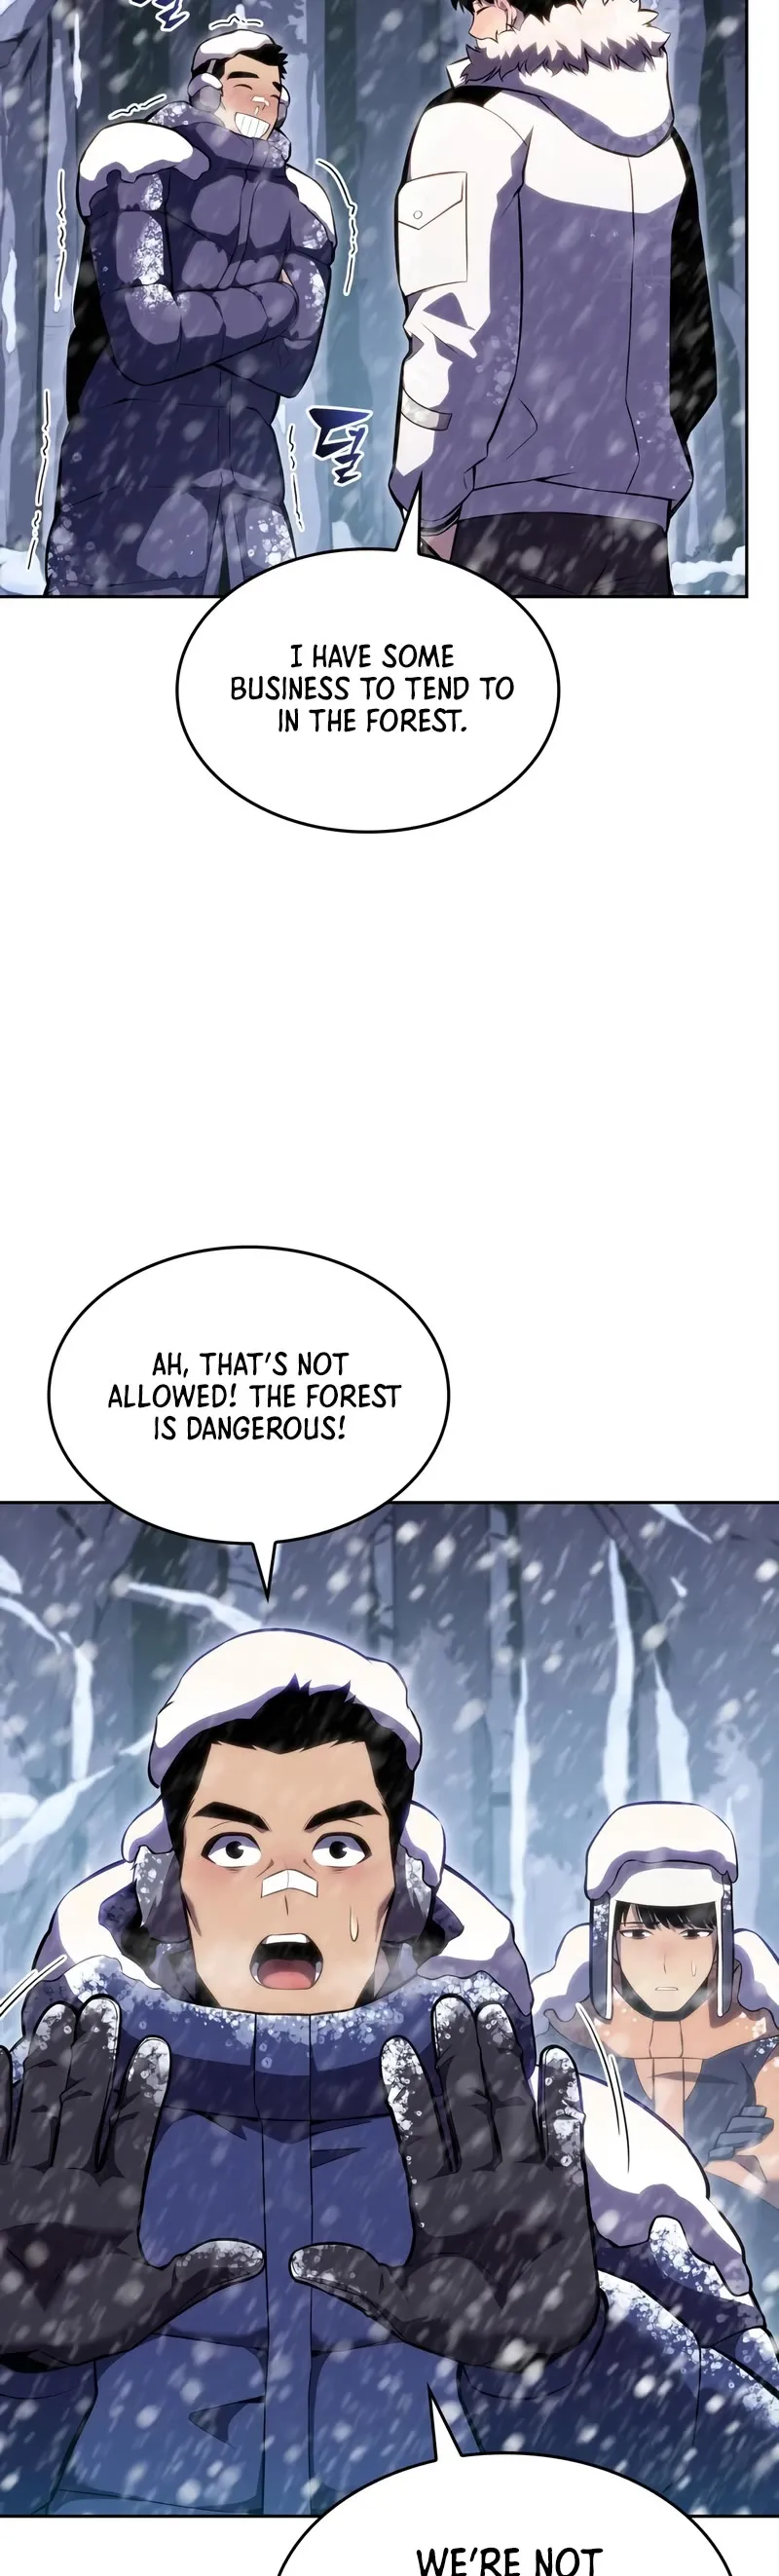 덜
I HAVE SOME
BUSINESS TO TEND TO
IN THE FOREST.
AH, THAT'S NOT
ALLOWED! THE FOREST
IS DANGEROUS!
WE'RE NOT